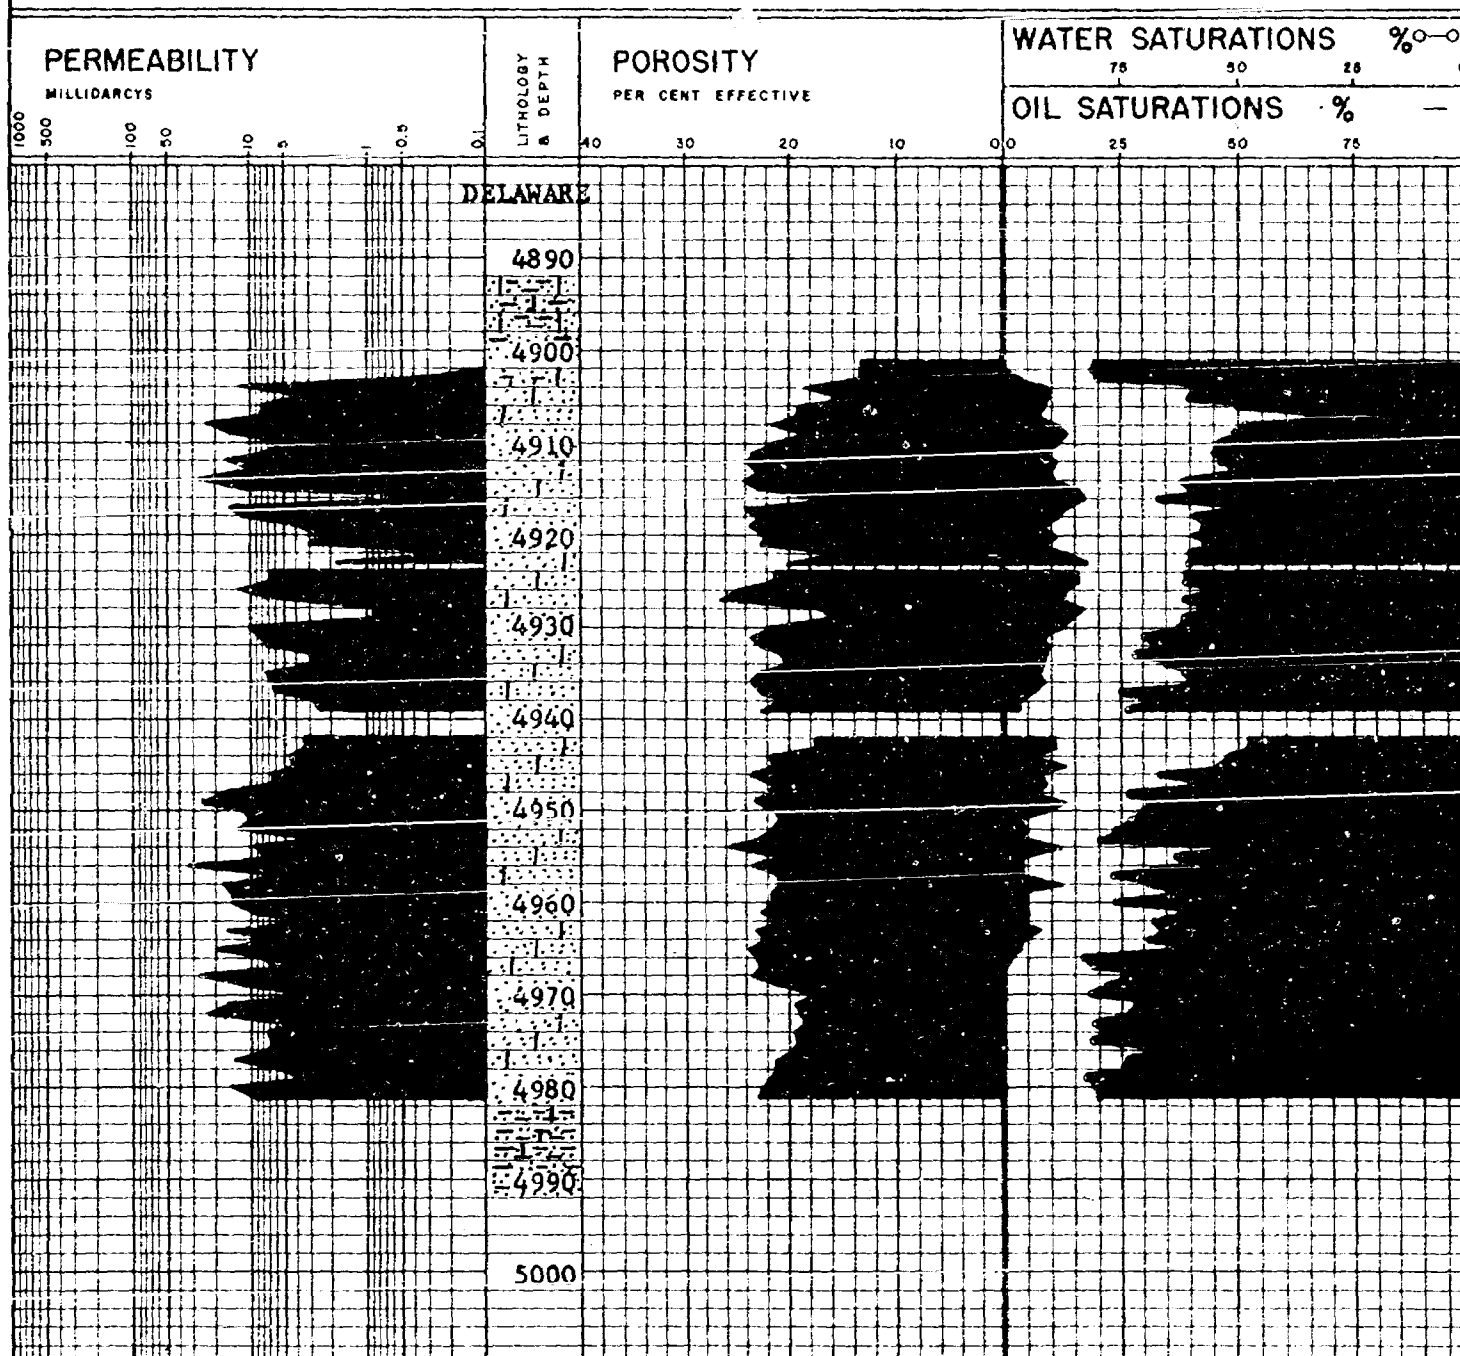 PERMEABILITY
MILLIDARCYS
1000 500 100 50 10 5 1 0.5 0.1
LITHOLOGY
& DEPTH
POROSITY
PER CENT EFFECTIVE
40 30 20 10 0
WATER SATURATIONS %
75 50 25
OIL SATURATIONS %
0 25 50 75
DELAWARE
4890
4900
4910
4920
4930
4940
4950
4960
4970
4980
4990
5000